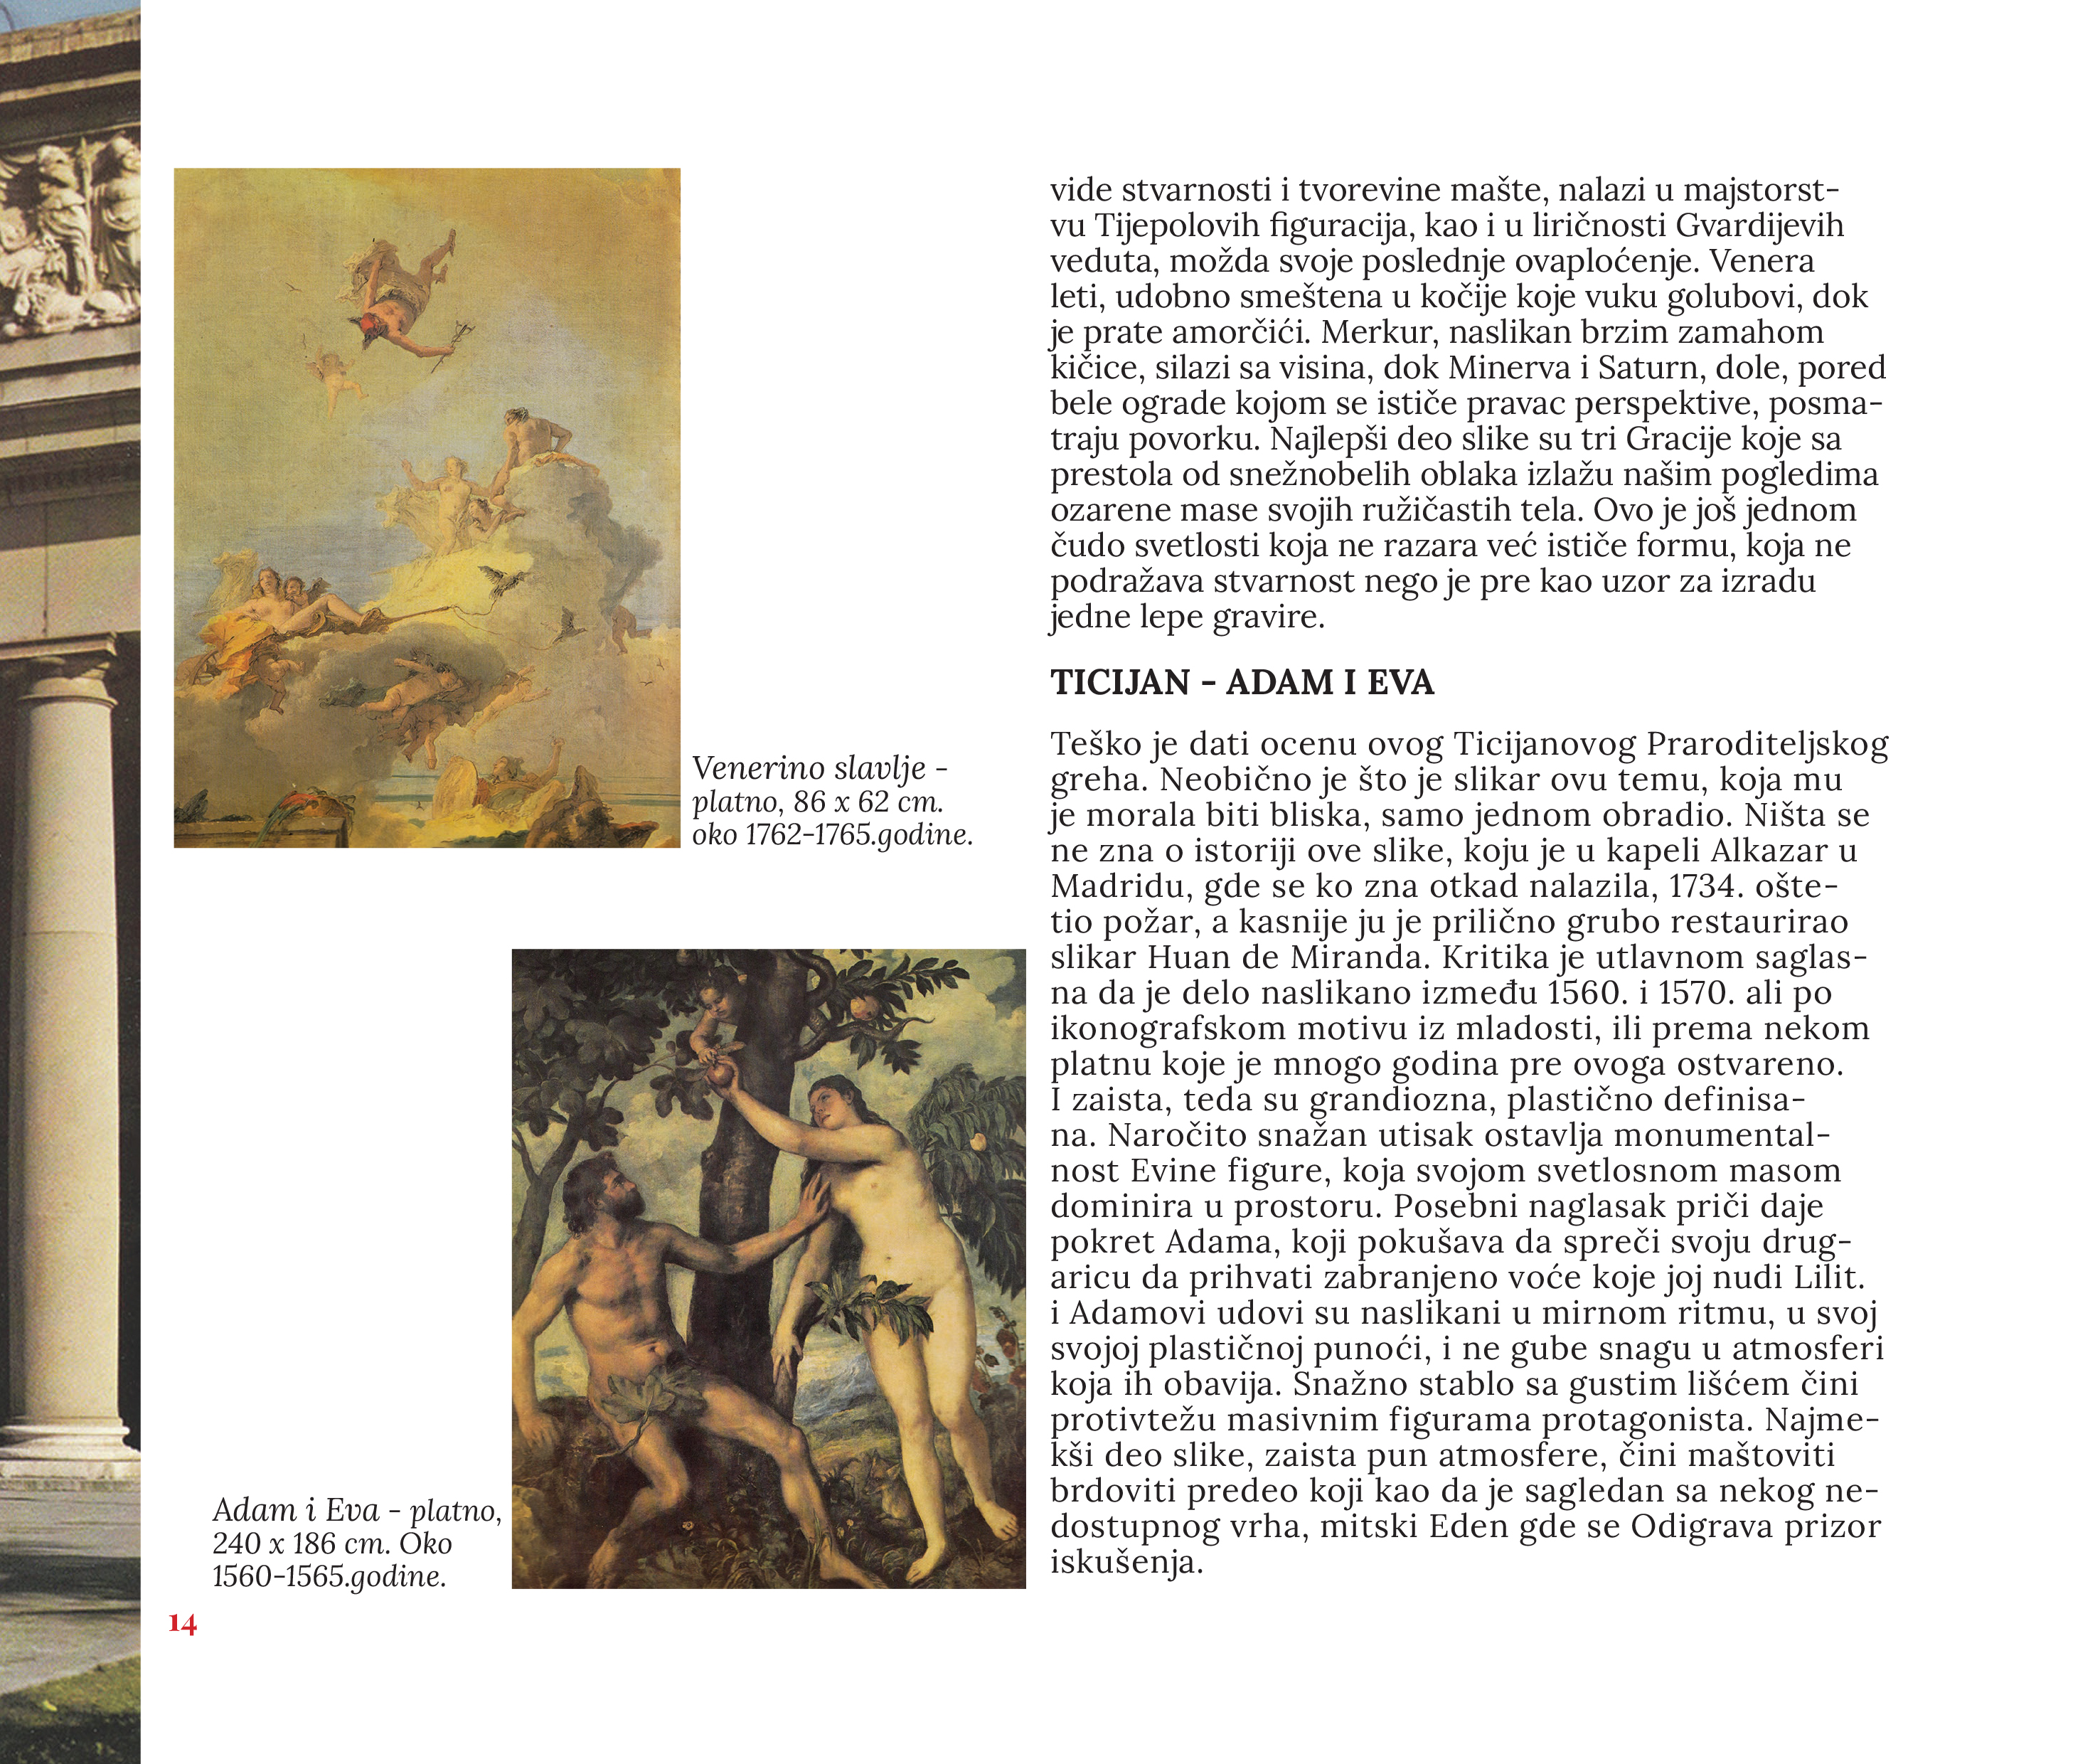 vide stvarnosti i tvorevine mašte, nalazi u majstorst-
vu Tijepolovih figuracija, kao i u liričnosti Gvardijevih
veduta, možda svoje poslednje ovaploćenje. Venera
leti, udobno smeštena u kočije koje vuku golubovi, dok
je prate amorčići. Merkur, naslikan brzim zamahom
kičice, silazi sa visina, dok Minerva i Saturn, dole, pored
bele ograde kojom se ističe pravac perspektive, posma-
traju povorku. Najlepši deo slike su tri Gracije koje sa
prestola od snežnobelih oblaka izlažu našim pogledima
ozarene mase svojih ružičastih tela. Ovo je još jednom
čudo svetlosti koja ne razara već ističe formu, koja ne
podražava stvarnost nego je pre kao uzor za izradu
jedne lepe gravire.
TICIJAN - ADAM I EVA
Teško je dati ocenu ovog Ticijanovog Praroditeljskog
greha. Neobično je što je slikar ovu temu, koja mu
je morala biti bliska, samo jednom obradio. Ništa se
ne zna o istoriji ove slike, koju je u kapeli Alkazar u
Madridu, gde se ko zna otkad nalazila, 1734. ošte-
tio požar, a kasnije ju je prilično grubo restaurirao
slikar Huan de Miranda. Kritika je utlavnom saglas-
na da je delo naslikano između 1560. i 1570. ali po
ikonografskom motivu iz mladosti, ili prema nekom
platnu koje je mnogo godina pre ovoga ostvareno.
I zaista, teda su grandiozna, plastično definisa-
na. Naročito snažan utisak ostavlja monumental-
nost Evine figure, koja svojom svetlosnom masom
dominira u prostoru. Posebni naglasak priči daje
pokret Adama, koji pokušava da spreči svoju drug-
aricu da prihvati zabranjeno voće koje joj nudi Lilit.
i Adamovi udovi su naslikani u mirnom ritmu, u svoj
svojoj plastičnoj punoći, i ne gube snagu u atmosferi
koja ih obavija. Snažno stablo sa gustim lišćem čini
protivtežu masivnim figurama protagonista. Najme-
kši deo slike, zaista pun atmosfere, čini maštoviti
brdoviti predeo koji kao da je sagledan sa nekog ne-
dostupnog vrha, mitski Eden gde se Odigrava prizor
iskušenja.
Venerino slavlje -
platno, 86 x 62 cm.
oko 1762-1765.godine.
Adam i Eva - platno,
240 x 186 cm. Oko
1560-1565.godine.
14